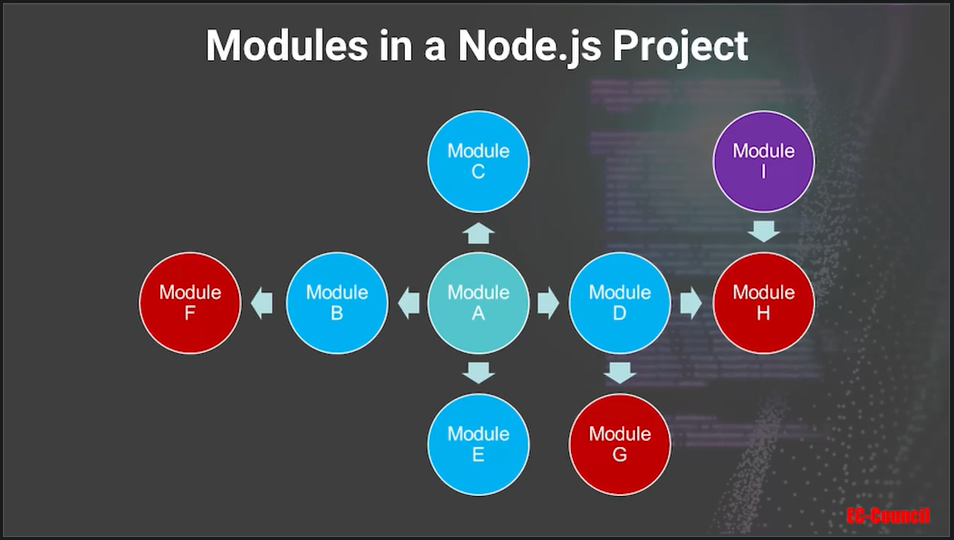 Modules in a Node.js Project
Module
C
Module
I
Module
F
Module
B
Module
A
Module
D
Module
H
Module
E
Module
G
EC-Council